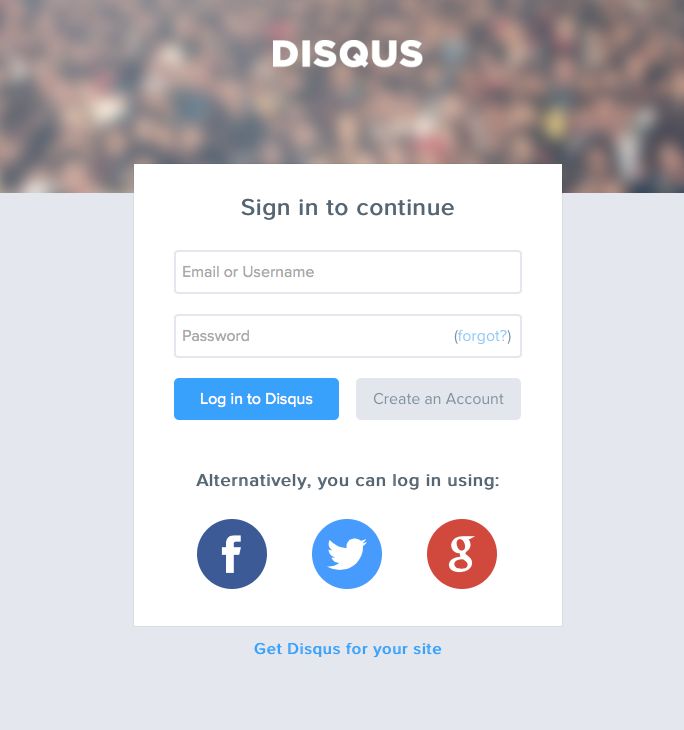 DISQUS
Sign in to continue
Email or Username
Password (forgot?)
Log in to Disqus Create an Account
Alternatively, you can log in using:
f g
Get Disqus for your site